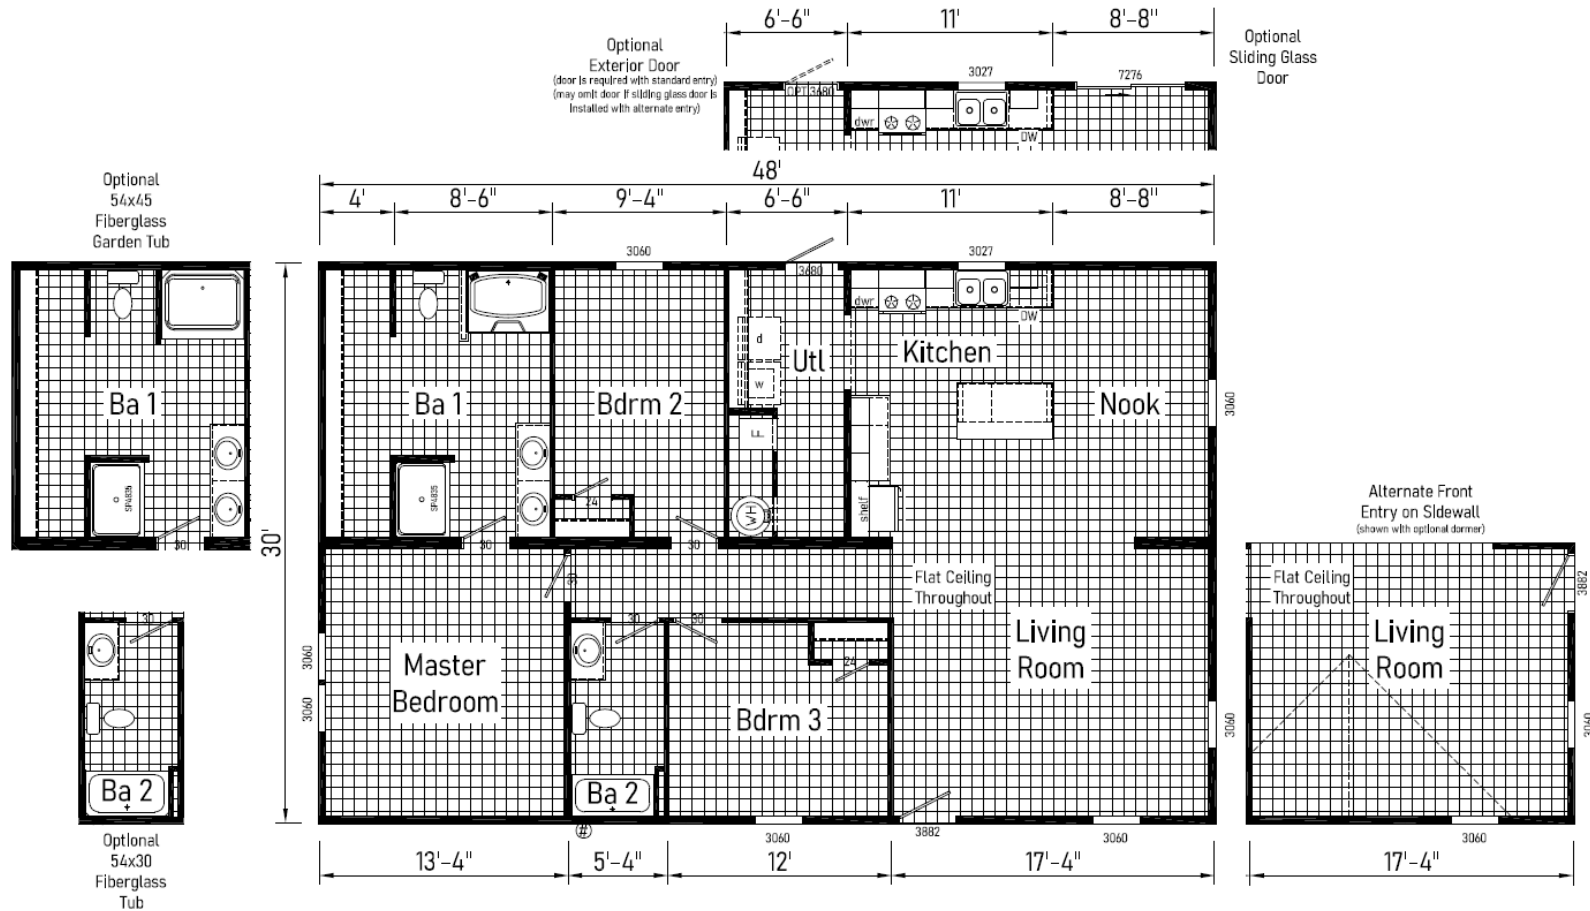 6'-6"
11'
8'-8"
Optional
Exterior Door
(door is required with standard entry)
(may omit door if sliding glass door is
installed with alternate entry)
OPT 3680
3027
7276
Optional
Sliding Glass
Door
dwr
DW
48'
4'
8'-6"
9'-4"
6'-6"
11'
8'-8"
Optional
54x45
Fiberglass
Garden Tub
3060
3680
3027
dwr
DW
d
Utl
Kitchen
w
Ba 1
Ba 1
Bdrm 2
Nook
3060
F
SP4835
SP4835
24
WH
shelf
30
30
30
30'
Alternate Front
Entry on Sidewall
(shown with optional dormer)
30
Flat Ceiling
Throughout
Flat Ceiling
Throughout
3882
30
30
30
30
Living
Room
Living
Room
24
3060
Master
Bedroom
3060
Bdrm 3
3060
3060
Ba 2
Ba 2
#
Optional
54x30
Fiberglass
Tub
3060
3882
3060
3060
13'-4"
5'-4"
12'
17'-4"
17'-4"